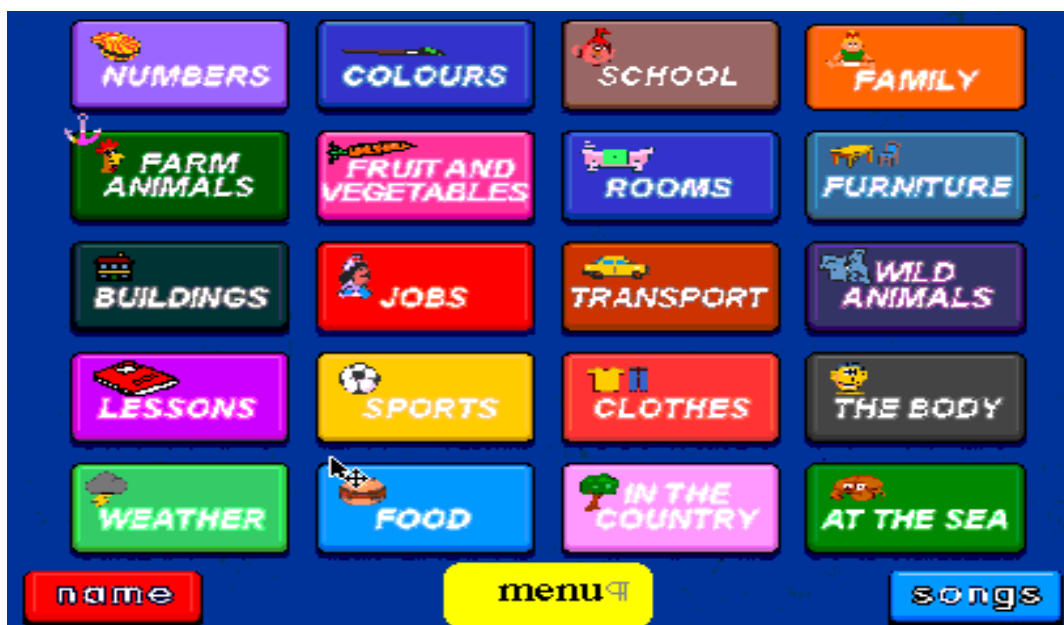 NUMBERS
COLOURS
SCHOOL
FAMILY
FARM
ANIMALS
FRUIT AND
VEGETABLES
ROOMS
FURNITURE
BUILDINGS
JOBS
TRANSPORT
WILD
ANIMALS
LESSONS
SPORTS
CLOTHES
THE BODY
WEATHER
FOOD
IN THE
COUNTRY
AT THE SEA
name
menu¶
songs